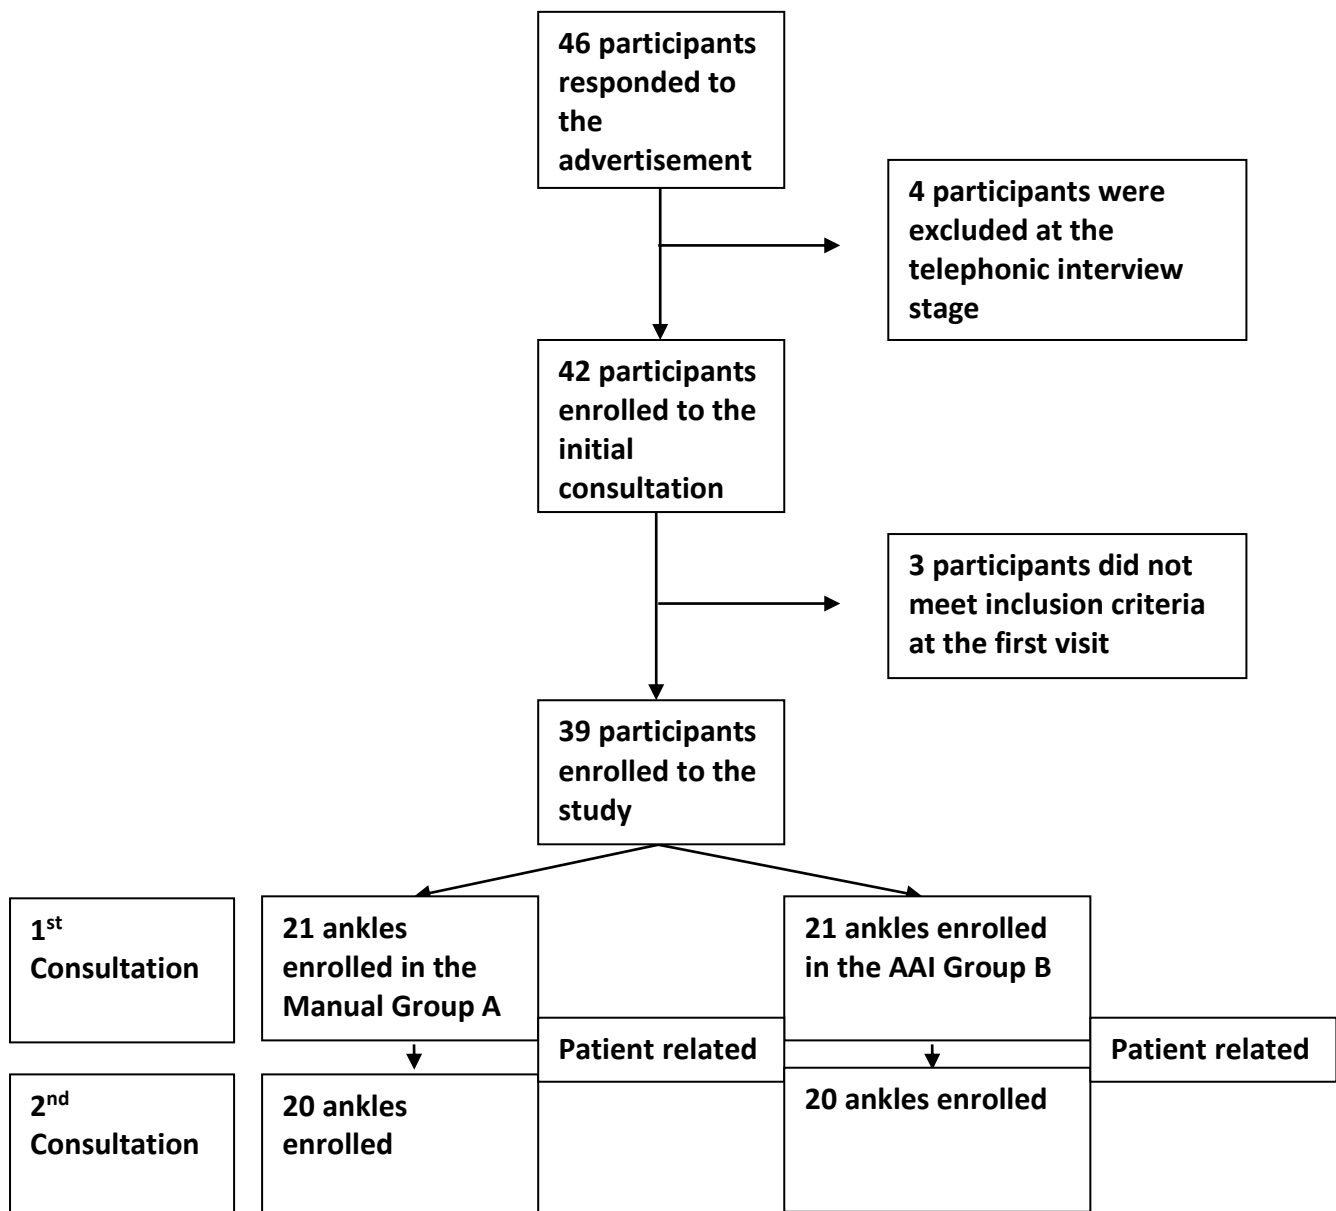 46 participants
responded to
the
advertisement
4 participants were
excluded at the
telephonic interview
stage
42 participants
enrolled to the
initial
consultation
3 participants did not
meet inclusion criteria
at the first visit
39 participants
enrolled to the
study
1st
Consultation
21 ankles
enrolled in the
Manual Group A
21 ankles enrolled
in the AAI Group B
Patient related
Patient related
2nd
Consultation
20 ankles
enrolled
20 ankles enrolled